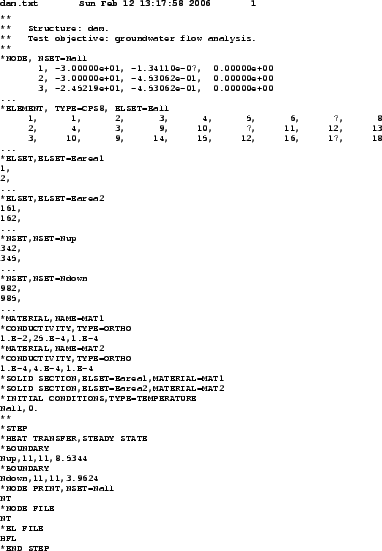 dam.txt Sun Feb 12 13:17:58 2006 1
**
** Structure: dam.
** Test objective: groundwater flow analysis.
**
*NODE, NSET=Nall
1, -3.00000e+01, -1.34110e-07, 0.00000e+00
2, -3.00000e+01, -4.53062e-01, 0.00000e+00
3, -2.45219e+01, -4.53062e-01, 0.00000e+00
...
*ELEMENT, TYPE=CPS8, ELSET=Eall
1, 1, 2, 3, 4, 5, 6, 7, 8
2, 4, 3, 9, 10, 7, 11, 12, 13
3, 10, 9, 14, 15, 12, 16, 17, 18
...
*ELSET,ELSET=Earea1
1,
2,
...
*ELSET,ELSET=Earea2
161,
162,
...
*NSET,NSET=Nup
342,
345,
...
*NSET,NSET=Ndown
982,
985,
...
*MATERIAL,NAME=MAT1
*CONDUCTIVITY,TYPE=ORTHO
1.E-2,25.E-4,1.E-4
*MATERIAL,NAME=MAT2
*CONDUCTIVITY,TYPE=ORTHO
1.E-4,4.E-4,1.E-4
*SOLID SECTION,ELSET=Earea1,MATERIAL=MAT1
*SOLID SECTION,ELSET=Earea2,MATERIAL=MAT2
*INITIAL CONDITIONS,TYPE=TEMPERATURE
Nall,0.
**
*STEP
*HEAT TRANSFER,STEADY STATE
*BOUNDARY
Nup,11,11,8.5344
*BOUNDARY
Ndown,11,11,3.9624
*NODE PRINT,NSET=Nall
NT
*NODE FILE
NT
*EL FILE
HFL
*END STEP